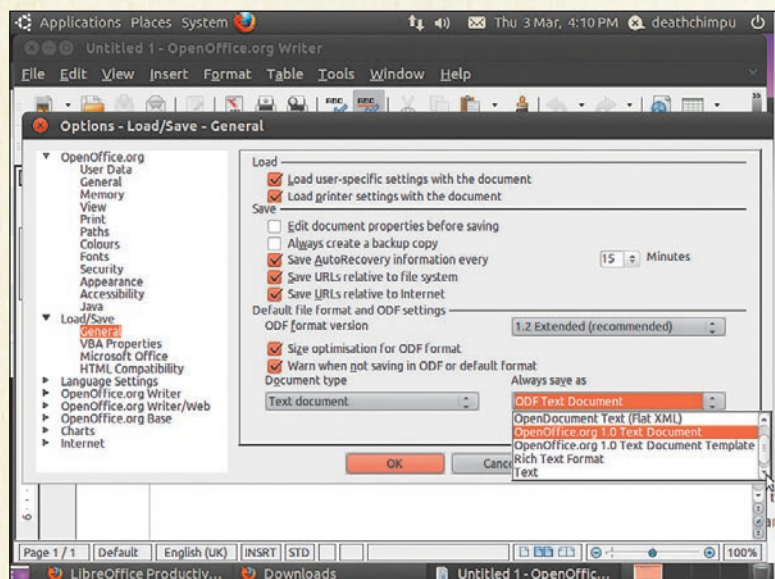 Applications Places System Thu 3 Mar, 4:10 PM deathchimpu
Untitled 1 - OpenOffice.org Writer
File Edit View Insert Format Table Tools Window Help
Options - Load/Save - General
OpenOffice.org
User Data
General
Memory
View
Print
Paths
Colours
Fonts
Security
Appearance
Accessibility
Java
Load/Save
General
VBA Properties
Microsoft Office
HTML Compatibility
Language Settings
OpenOffice.org Writer
OpenOffice.org Writer/Web
OpenOffice.org Base
Charts
Internet
Load
Load user-specific settings with the document
Load printer settings with the document
Save
Edit document properties before saving
Always create a backup copy
Save AutoRecovery information every 15 Minutes
Save URLs relative to file system
Save URLs relative to Internet
Default file format and ODF settings
ODF format version 1.2 Extended (recommended)
Size optimisation for ODF format
Warn when not saving in ODF or default format
Document type Always save as
Text document ODF Text Document
OpenDocument Text (Flat XML)
OpenOffice.org 1.0 Text Document
OpenOffice.org 1.0 Text Document Template
Rich Text Format
Text
OK Canc
Page 1 / 1 Default English (UK) INSRT STD 100%
LibreOffice Productiv... Downloads Untitled 1 - OpenOffic...